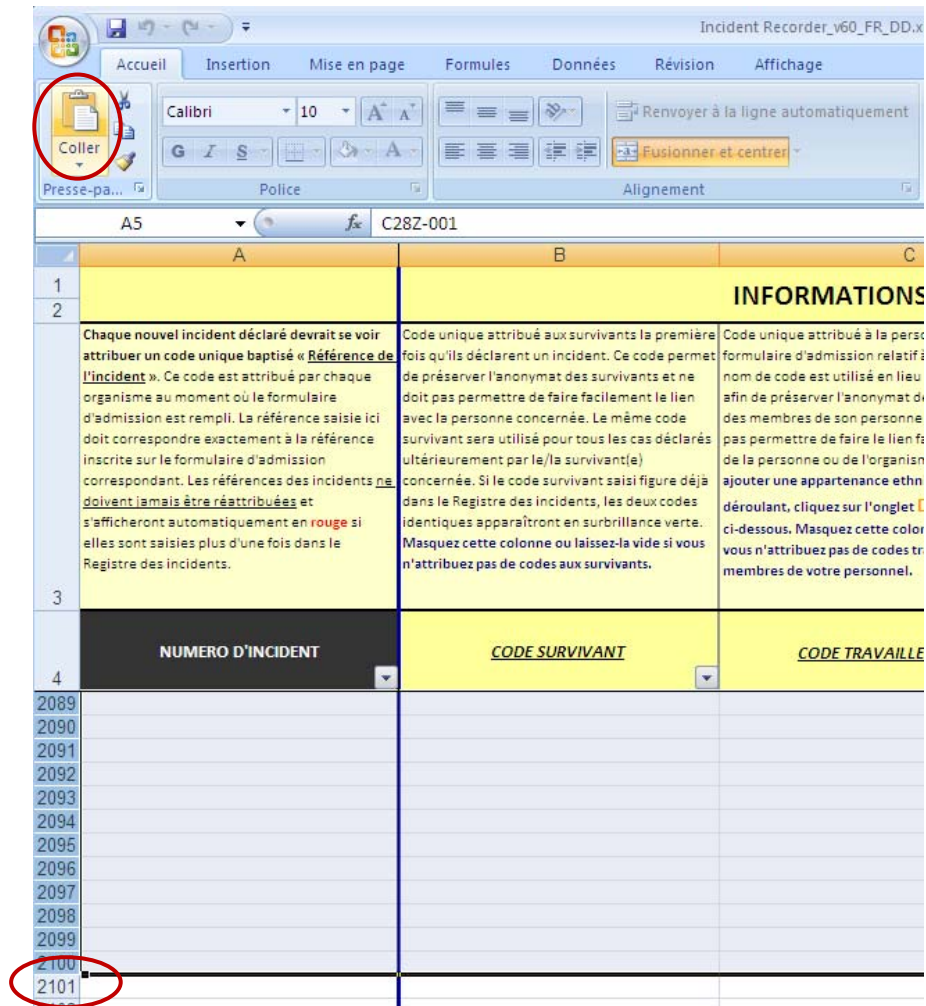 Incident Recorder_v60_FR_DD.x
Accueil Insertion Mise en page Formules Données Révision Affichage
Coller
Calibri 10 A A
Renvoyer à la ligne automatiquement
G I S A
Fusionner et centrer
Presse-pa... Police Alignement
A5 fx C28Z-001
A B C
1
2
INFORMATIONS
Chaque nouvel incident déclaré devrait se voir
attribuer un code unique baptisé « Référence de
l'incident ». Ce code est attribué par chaque
organisme au moment où le formulaire
d'admission est rempli. La référence saisie ici
doit correspondre exactement à la référence
inscrite sur le formulaire d'admission
correspondant. Les références des incidents ne
doivent jamais être réattribuées et
s'afficheront automatiquement en rouge si
elles sont saisies plus d'une fois dans le
Registre des incidents.
Code unique attribué aux survivants la première
fois qu'ils déclarent un incident. Ce code permet
de préserver l'anonymat des survivants et ne
doit pas permettre de faire facilement le lien
avec la personne concernée. Le même code
survivant sera utilisé pour tous les cas déclarés
ultérieurement par le/la survivant(e)
concernée. Si le code survivant saisi figure déjà
dans le Registre des incidents, les deux codes
identiques apparaîtront en surbrillance verte.
Masquez cette colonne ou laissez-la vide si vous
n'attribuez pas de codes aux survivants.
Code unique attribué à la perso
formulaire d'admission relatif à
nom de code est utilisé en lieu
afin de préserver l'anonymat de
des membres de son personne
pas permettre de faire le lien fa
de la personne ou de l'organism
ajouter une appartenance ethn
déroulant, cliquez sur l'onglet
ci-dessous. Masquez cette color
vous n'attribuez pas de codes tr
membres de votre personnel.
3
NUMERO D'INCIDENT CODE SURVIVANT CODE TRAVAILLE
4
2089
2090
2091
2092
2093
2094
2095
2096
2097
2098
2099
2100
2101